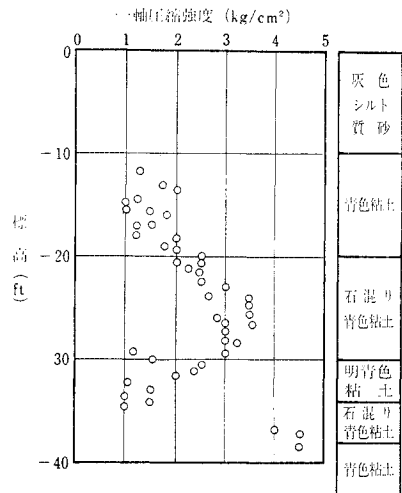 一軸圧縮強度 (kg/cm²)
0 1 2 3 4 5
0
-10
-20
-30
-40
標高 (ft)
灰色
シルト
質砂
青色粘土
石混り
青色粘土
明青色
粘土
石混り
青色粘土
青色粘土